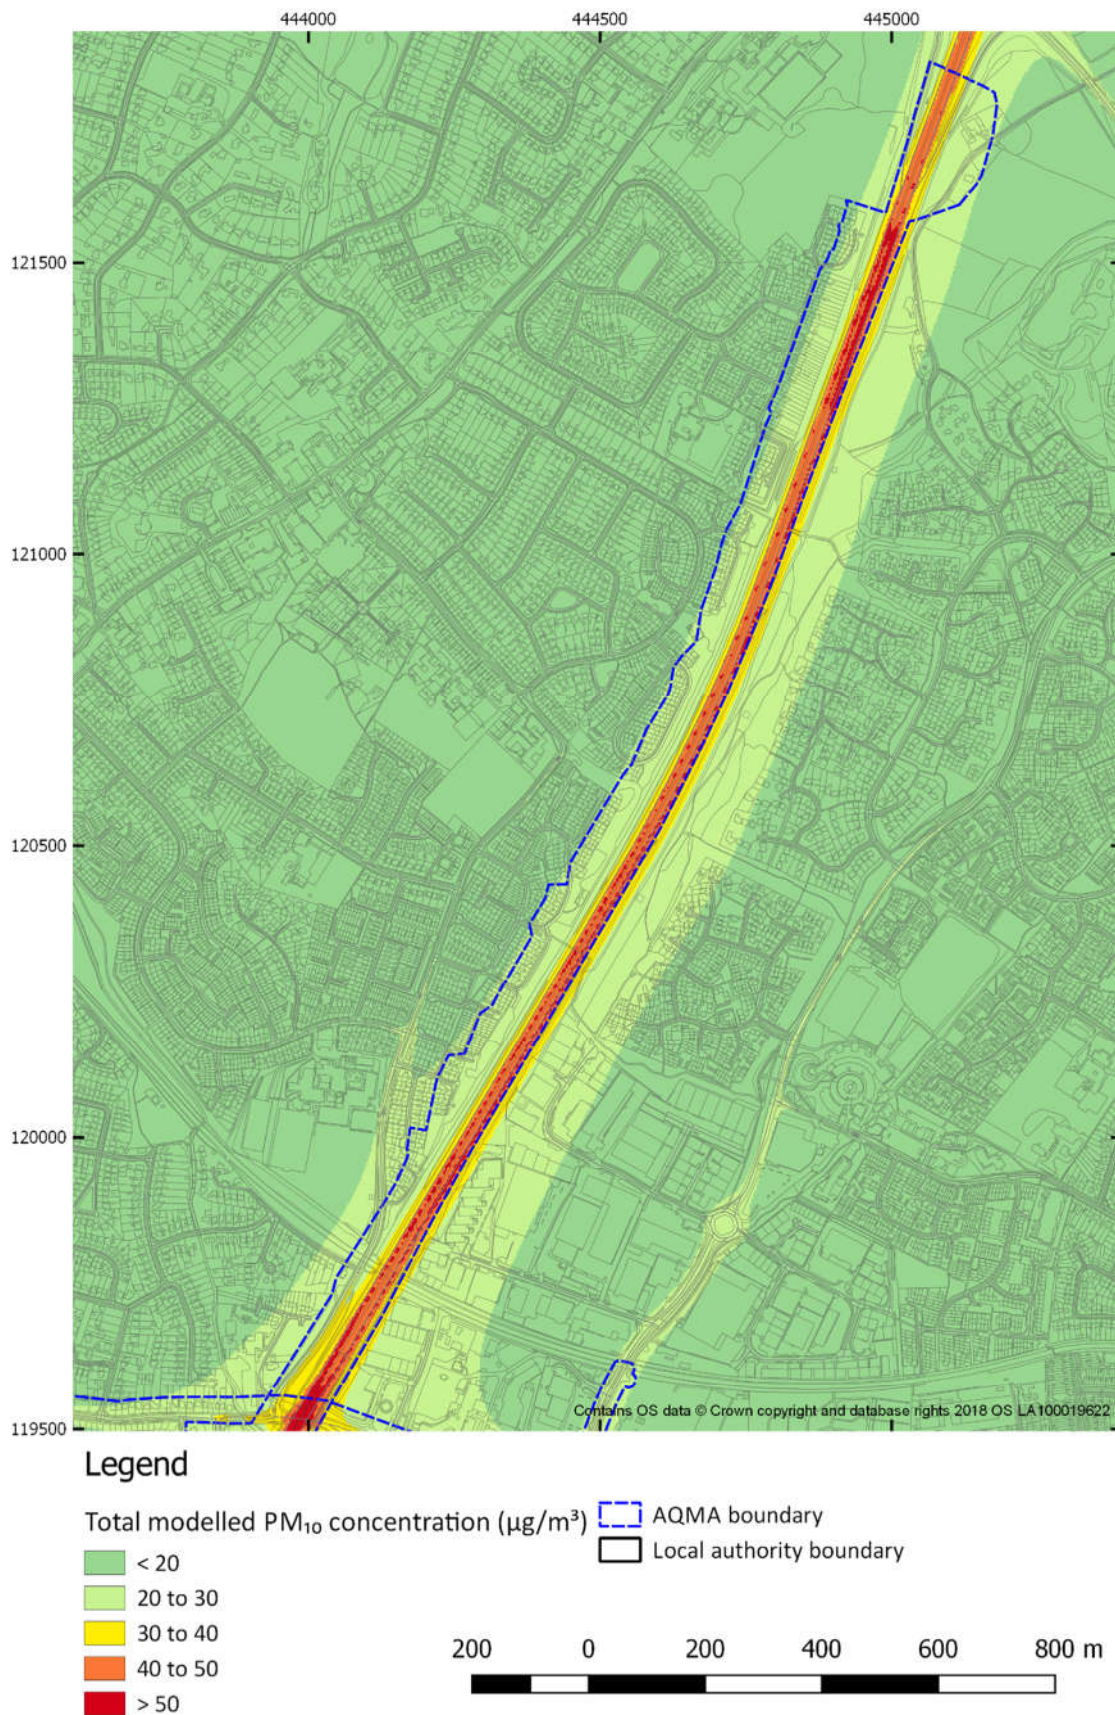 444000 444500 445000
121500
121000
120500
120000
119500
Contains OS data © Crown copyright and database rights 2018 OS LA100019622
Legend
Total modelled PM₁₀ concentration (µg/m³)
< 20
20 to 30
30 to 40
40 to 50
> 50
AQMA boundary
Local authority boundary
200 0 200 400 600 800 m